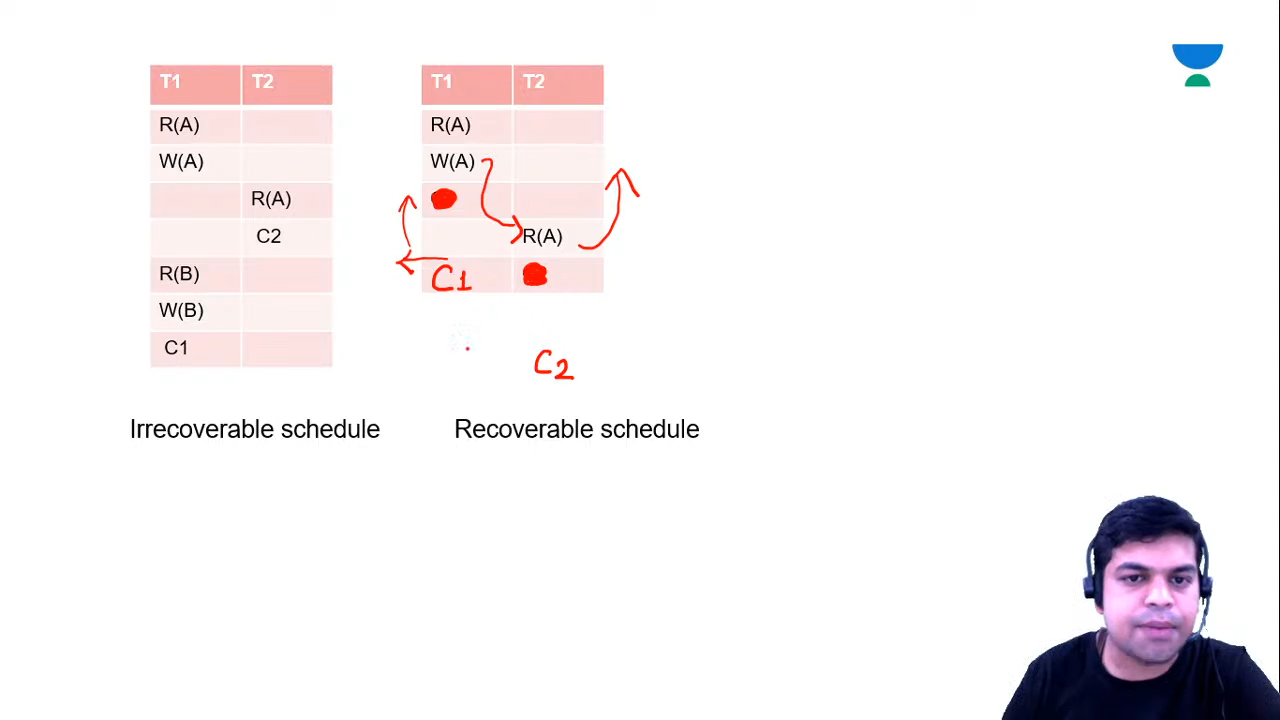 T1 T2 T1 T2
R(A) R(A)
W(A) W(A)
R(A)
C2 R(A)
R(B) C1
W(B)
C1 C2
Irrecoverable schedule Recoverable schedule